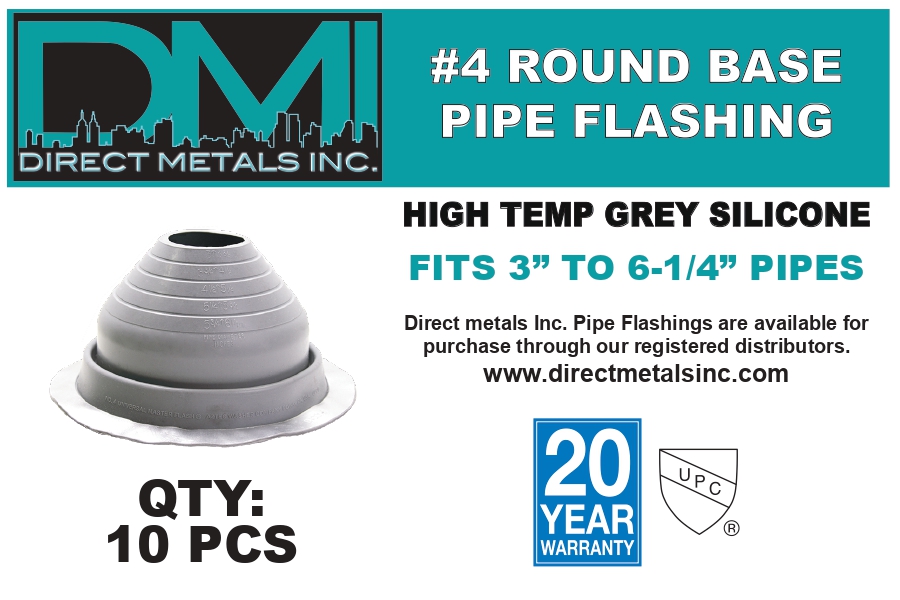 DMI
DIRECT METALS INC.
#4 ROUND BASE
PIPE FLASHING
HIGH TEMP GREY SILICONE
FITS 3” TO 6-1/4” PIPES
Direct metals Inc. Pipe Flashings are available for
purchase through our registered distributors.
www.directmetalsinc.com
QTY:
10 PCS
20
YEAR
WARRANTY
UPC
®